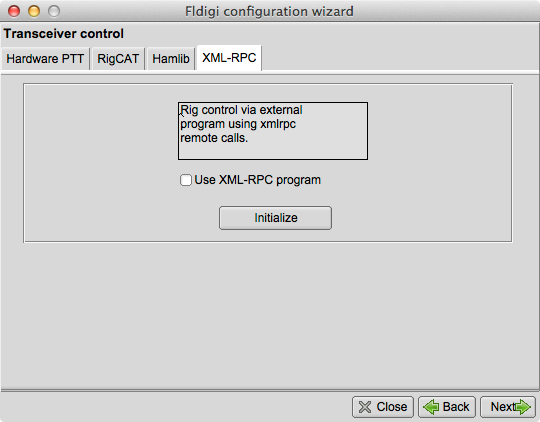 Fldigi configuration wizard
Transceiver control
Hardware PTT RigCAT Hamlib XML-RPC
Rig control via external
program using xmlrpc
remote calls.
Use XML-RPC program
Initialize
Close Back Next